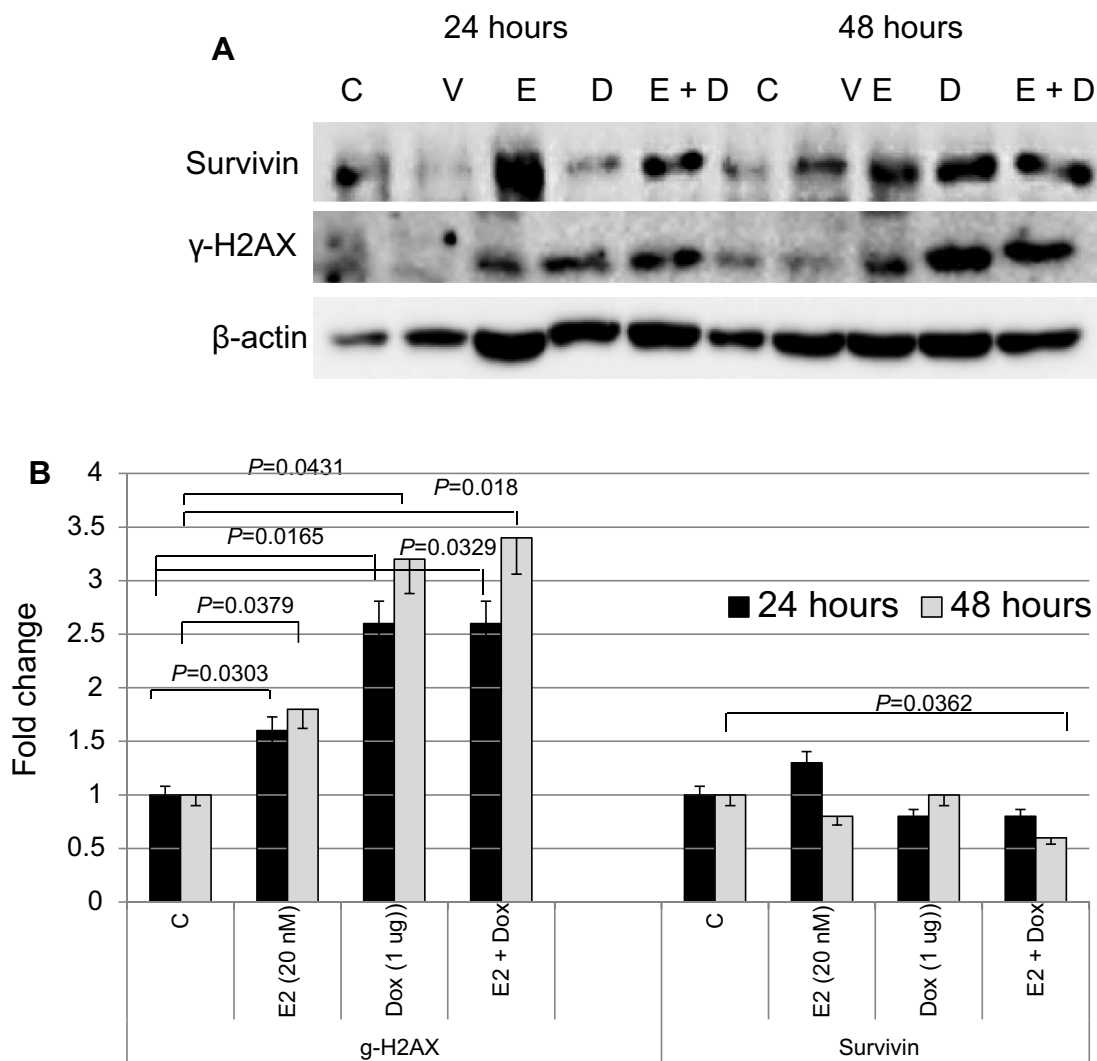 A
24 hours 48 hours
C V E D E + D C V E D E + D
Survivin
γ-H2AX
β-actin
B
Fold change
4
3.5
3
2.5
2
1.5
1
0.5
0
P=0.0431
P=0.018
P=0.0165
P=0.0329
P=0.0379
P=0.0303
P=0.0362
24 hours 48 hours
C E2 (20 nM) Dox (1 ug)) E2 + Dox C E2 (20 nM) Dox (1 ug)) E2 + Dox
g-H2AX Survivin